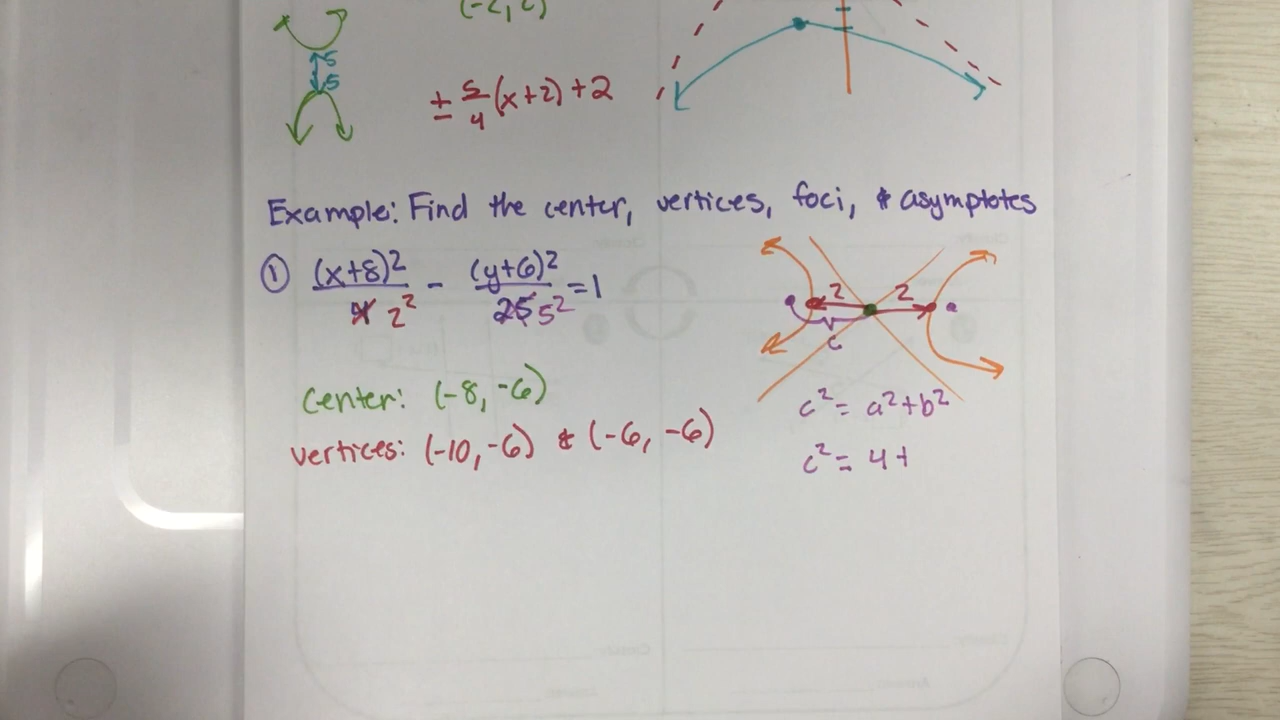 (-2, 2)
5
5
± 5/4 (x+2) + 2
Example: Find the center, vertices, foci, & asymptotes
① (x+8)²/4 2² - (y+6)²/25 5² = 1
2 2
c
center: (-8, -6)
vertices: (-10, -6) & (-6, -6)
c² = a² + b²
c² = 4 +